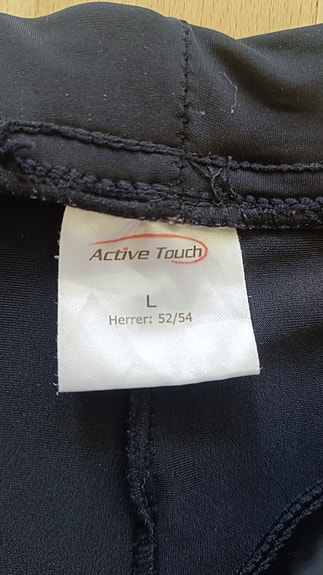 Active Touch
L
Herrer: 52/54